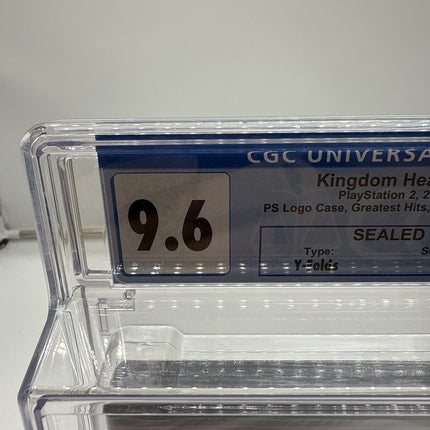 CGC UNIVERSA
9.6
Kingdom Hea
PlayStation 2, 2
PS Logo Case, Greatest Hits,
SEALED
Type:
Y-Folds